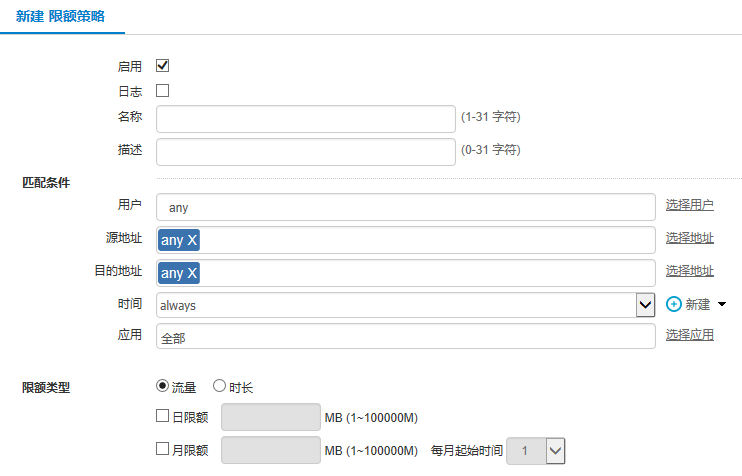 新建 限额策略
启用
日志
名称 (1-31 字符)
描述 (0-31 字符)
匹配条件
用户 any 选择用户
源地址 any X 选择地址
目的地址 any X 选择地址
时间 always 新建
应用 全部 选择应用
限额类型 流量 时长
日限额 MB (1~100000M)
月限额 MB (1~100000M) 每月起始时间 1